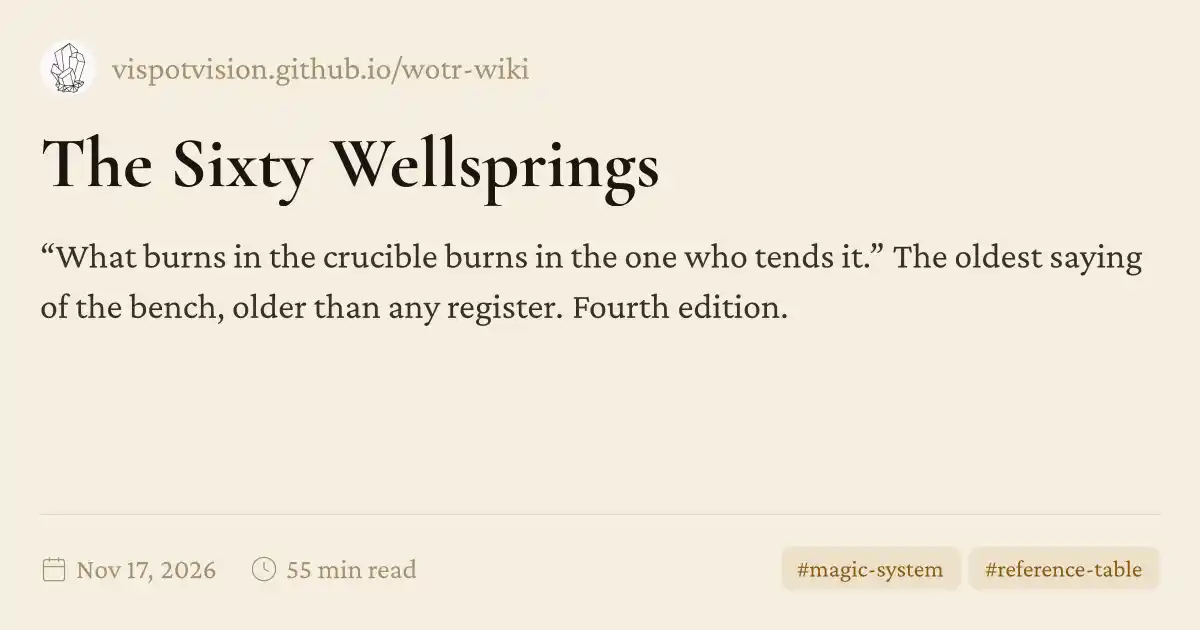 vispotvision.github.io/wotr-wiki
The Sixty Wellsprings
“What burns in the crucible burns in the one who tends it.” The oldest saying
of the bench, older than any register. Fourth edition.
Nov 17, 2026
55 min read
#magic-system
#reference-table